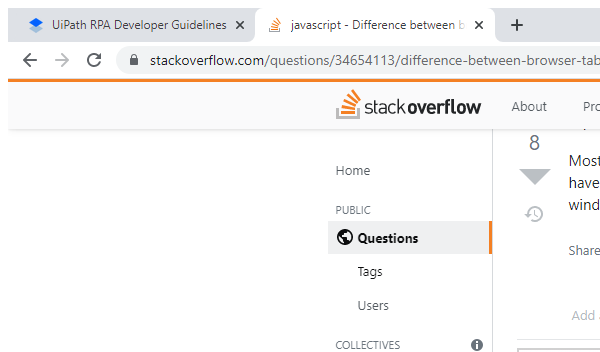 UiPath RPA Developer Guidelines
javascript - Difference between b
stackoverflow.com/questions/34654113/difference-between-browser-tab
stackoverflow
About
Pro
8
Most
have
wind
Home
PUBLIC
Questions
Share
Tags
Users
Add
COLLECTIVES